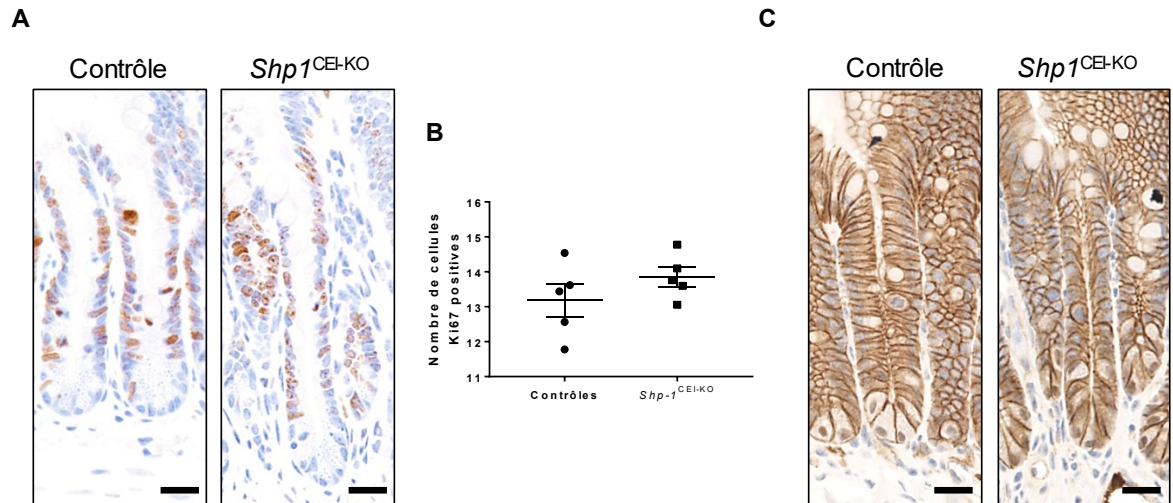 A
Contrôle
Shp1CEI-KO
B
Nombre de cellules
Ki67 positives
16
15
14
13
12
11
Contrôles
Shp-1CEI-KO
C
Contrôle
Shp1CEI-KO